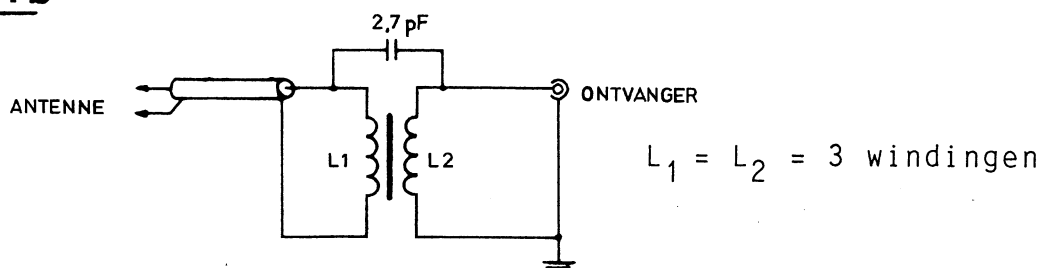 2,7 pF
ANTENNE
ONTVANGER
L1
L2
L₁ = L₂ = 3 windingen